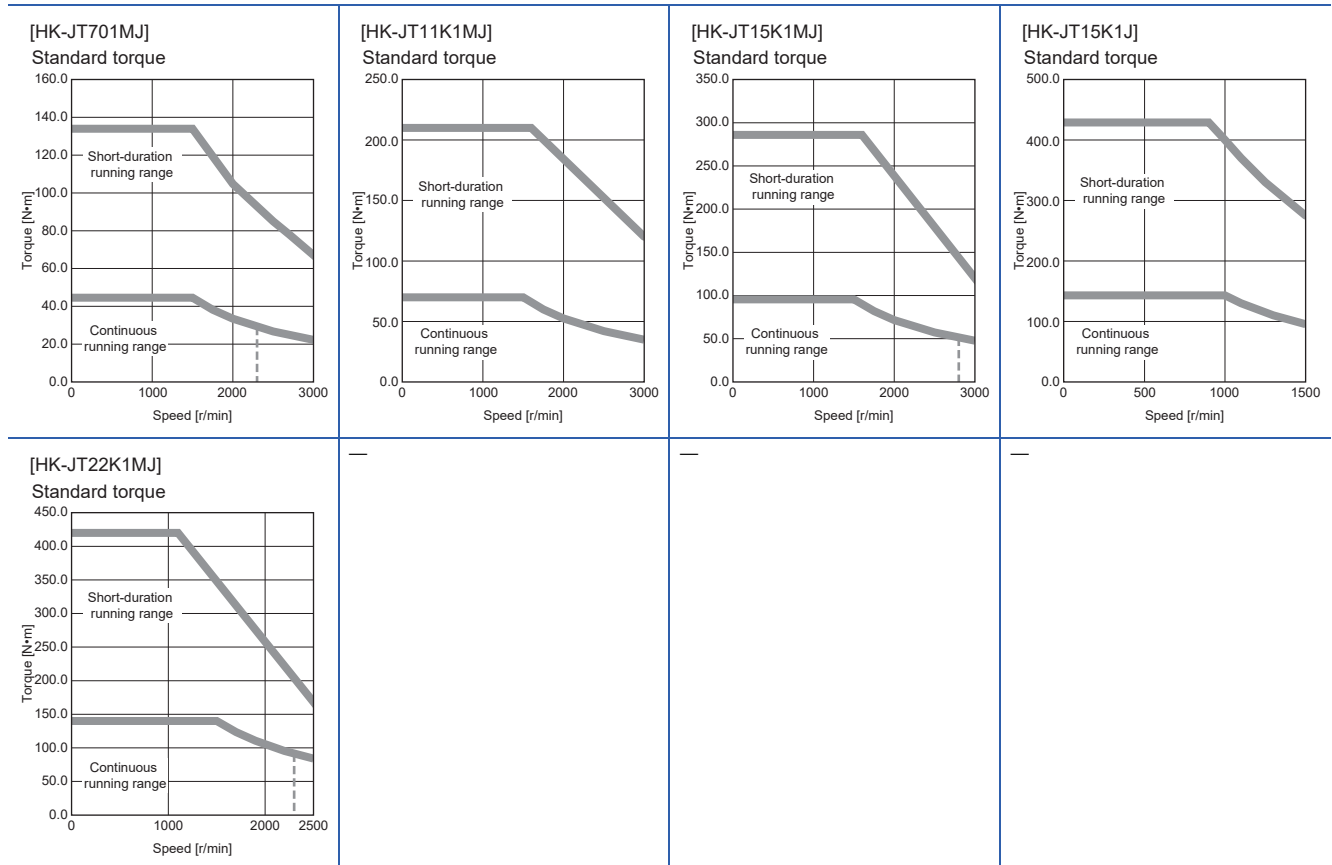 [HK-JT701MJ]
Standard torque
160.0
140.0
120.0
100.0
80.0
60.0
40.0
20.0
0.0
Torque [N•m]
Short-duration
running range
Continuous
running range
0 1000 2000 3000
Speed [r/min]
[HK-JT11K1MJ]
Standard torque
250.0
200.0
150.0
100.0
50.0
0.0
Torque [N•m]
Short-duration
running range
Continuous
running range
0 1000 2000 3000
Speed [r/min]
[HK-JT15K1MJ]
Standard torque
350.0
300.0
250.0
200.0
150.0
100.0
50.0
0.0
Torque [N•m]
Short-duration
running range
Continuous
running range
0 1000 2000 3000
Speed [r/min]
[HK-JT15K1J]
Standard torque
500.0
400.0
300.0
200.0
100.0
0.0
Torque [N•m]
Short-duration
running range
Continuous
running range
0 500 1000 1500
Speed [r/min]
[HK-JT22K1MJ]
Standard torque
450.0
400.0
350.0
300.0
250.0
200.0
150.0
100.0
50.0
0.0
Torque [N•m]
Short-duration
running range
Continuous
running range
0 1000 2000 2500
Speed [r/min]
—
—
—